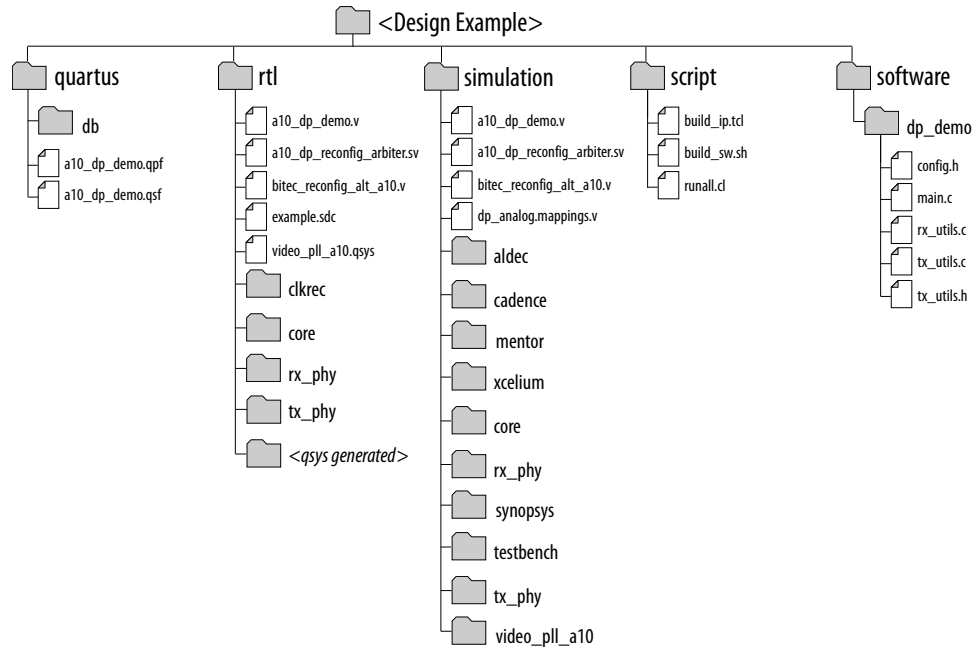 <Design Example>
quartus
db
a10_dp_demo.qpf
a10_dp_demo.qsf
rtl
a10_dp_demo.v
a10_dp_reconfig_arbiter.sv
bitec_reconfig_alt_a10.v
example.sdc
video_pll_a10.qsys
clkrec
core
rx_phy
tx_phy
<qsys generated>
simulation
a10_dp_demo.v
a10_dp_reconfig_arbiter.sv
bitec_reconfig_alt_a10.v
dp_analog.mappings.v
aldec
cadence
mentor
xcelium
core
rx_phy
synopsys
testbench
tx_phy
video_pll_a10
script
build_ip.tcl
build_sw.sh
runall.cl
software
dp_demo
config.h
main.c
rx_utils.c
tx_utils.c
tx_utils.h